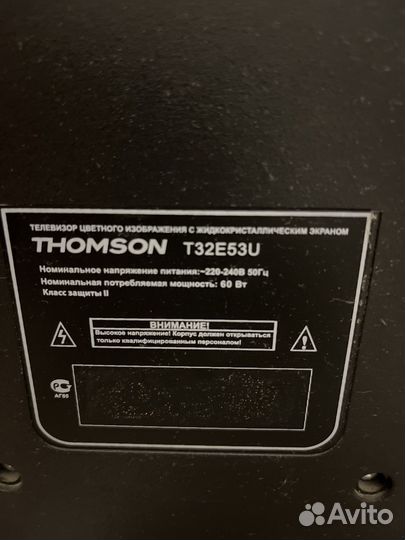 ТЕЛЕВИЗОР ЦВЕТНОГО ИЗОБРАЖЕНИЯ С ЖИДКОКРИСТАЛЛИЧЕСКИМ ЭКРАНОМ
THOMSON T32E53U
Номинальное напряжение питания:~220-240В 50Гц
Номинальная потребляемая мощность: 60 Вт
Класс защиты II
ВНИМАНИЕ!
Высокое напряжение! Корпус должен открываться
только квалифицированным персоналом!
АГ85
Avito